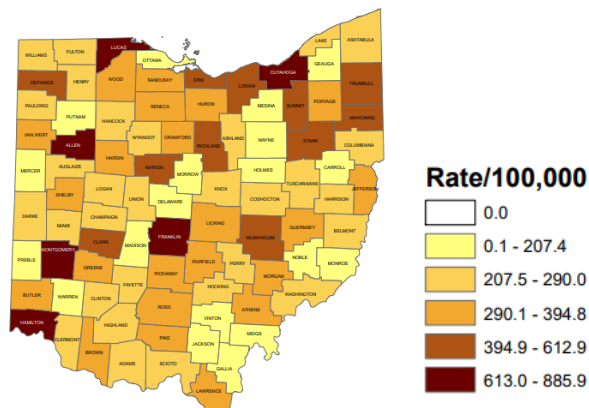 LUCAS
WILLIAMS
FULTON
OTTAWA
LAKE
ASHTABULA
GEAUGA
CUYAHOGA
WOOD
SANDUSKY
ERIE
LORAIN
TRUMBULL
DEFIANCE
HENRY
MEDINA
SUMMIT
PORTAGE
PAULDING
SENECA
HURON
MAHONING
PUTNAM
HANCOCK
VAN WERT
WYANDOT
CRAWFORD
RICHLAND
ASHLAND
WAYNE
STARK
COLUMBIANA
ALLEN
HARDIN
MERCER
AUGLAIZE
MARION
MORROW
HOLMES
CARROLL
TUSCARAWAS
JEFFERSON
SHELBY
LOGAN
UNION
KNOX
COSHOCTON
HARRISON
DELAWARE
DARKE
MIAMI
CHAMPAIGN
LICKING
GUERNSEY
BELMONT
CLARK
MADISON
FRANKLIN
MUSKINGUM
MONTGOMERY
PREBLE
GREENE
FAIRFIELD
PERRY
NOBLE
MONROE
PICKAWAY
FAYETTE
MORGAN
HOCKING
BUTLER
WARREN
CLINTON
ROSS
ATHENS
WASHINGTON
HAMILTON
HIGHLAND
VINTON
CLERMONT
PIKE
JACKSON
MEIGS
BROWN
ADAMS
SCIOTO
GALLIA
LAWRENCE
Rate/100,000
0.0
0.1 - 207.4
207.5 - 290.0
290.1 - 394.8
394.9 - 612.9
613.0 - 885.9